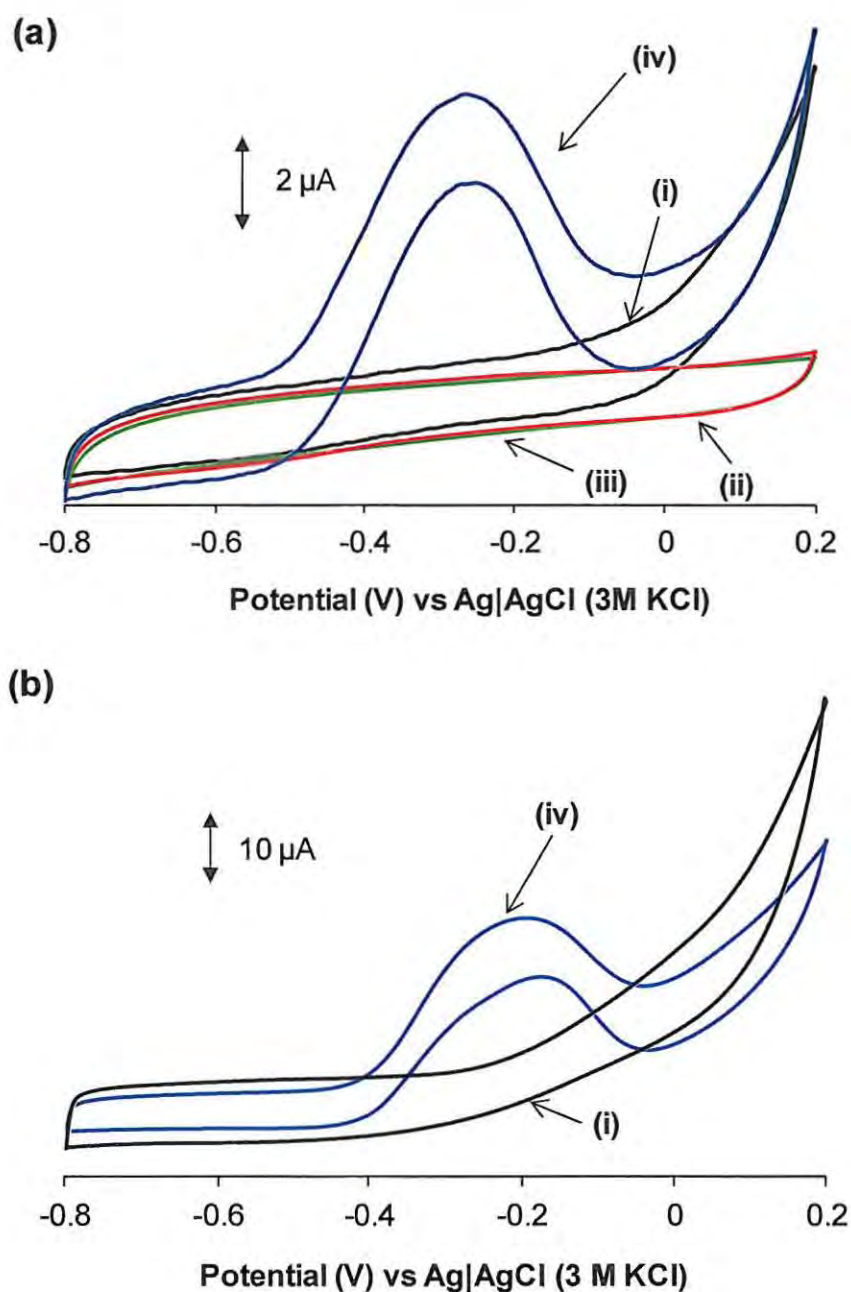 (a)
(iv)
2 µA
(i)
(iii)
(ii)
-0.8 -0.6 -0.4 -0.2 0 0.2
Potential (V) vs Ag|AgCl (3M KCl)
(b)
(iv)
10 µA
(i)
-0.8 -0.6 -0.4 -0.2 0 0.2
Potential (V) vs Ag|AgCl (3 M KCl)